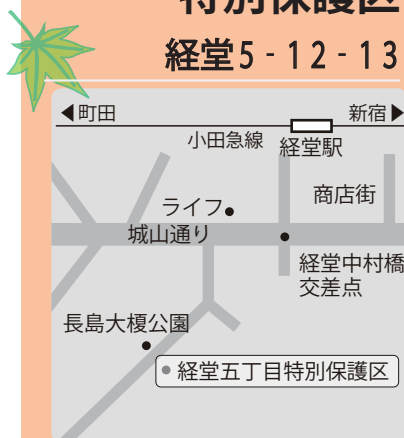 特別保護区
経堂5-12-13
◀町田
新宿▶
小田急線
経堂駅
商店街
ライフ
城山通り
経堂中村橋
交差点
長島大榎公園
経堂五丁目特別保護区